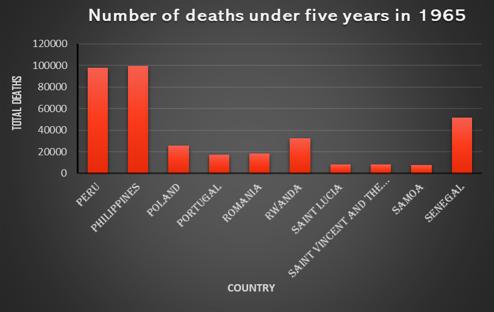 Number of deaths under five years in 1965
TOTAL DEATHS
120000
100000
80000
60000
40000
20000
0
PERU
PHILIPPINES
POLAND
PORTUGAL
ROMANIA
RWANDA
SAINT LUCIA
SAINT VINCENT AND THE...
SAMOA
SENEGAL
COUNTRY